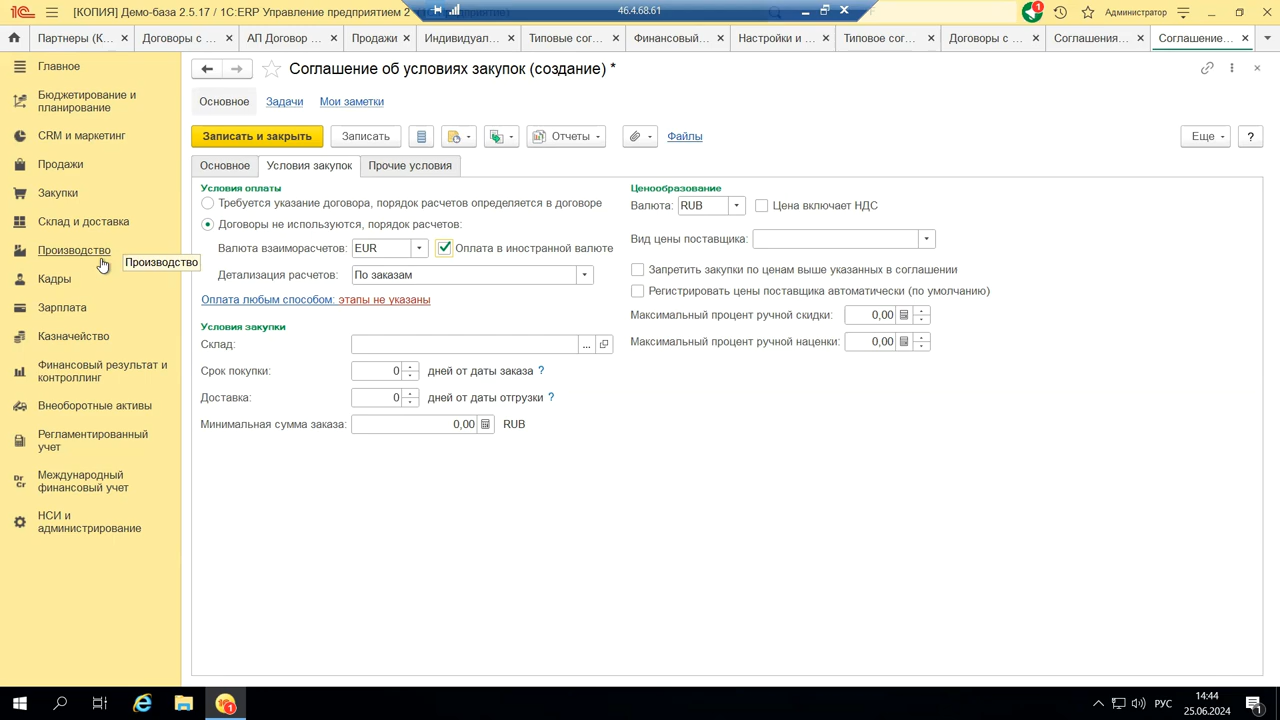 [КОПИЯ] Демо-база 2.5.17 / 1С:ERP Управление предприятием 2
46.4.68.61
Администратор
Партнеры (К...
Договоры с ...
АП Договор ...
Продажи
Индивидуал...
Типовые сог...
Финансовый...
Настройки и ...
Типовое сог...
Договоры с ...
Соглашения...
Соглашение...
Главное
Бюджетирование и
планирование
CRM и маркетинг
Продажи
Закупки
Склад и доставка
Производство
Производство
Кадры
Зарплата
Казначейство
Финансовый результат и
контроллинг
Внеоборотные активы
Регламентированный
учет
Международный
финансовый учет
НСИ и
администрирование
Соглашение об условиях закупок (создание) *
Основное Задачи Мои заметки
Записать и закрыть Записать Отчеты Файлы Еще ?
Основное Условия закупок Прочие условия
Условия оплаты
Требуется указание договора, порядок расчетов определяется в договоре
Договоры не используются, порядок расчетов:
Валюта взаиморасчетов: EUR Оплата в иностранной валюте
Детализация расчетов: По заказам
Оплата любым способом: этапы не указаны
Условия закупки
Склад:
Срок покупки: 0 дней от даты заказа ?
Доставка: 0 дней от даты отгрузки ?
Минимальная сумма заказа: 0,00 RUB
Ценообразование
Валюта: RUB Цена включает НДС
Вид цены поставщика:
Запретить закупки по ценам выше указанных в соглашении
Регистрировать цены поставщика автоматически (по умолчанию)
Максимальный процент ручной скидки: 0,00
Максимальный процент ручной наценки: 0,00
РУС
14:44
25.06.2024